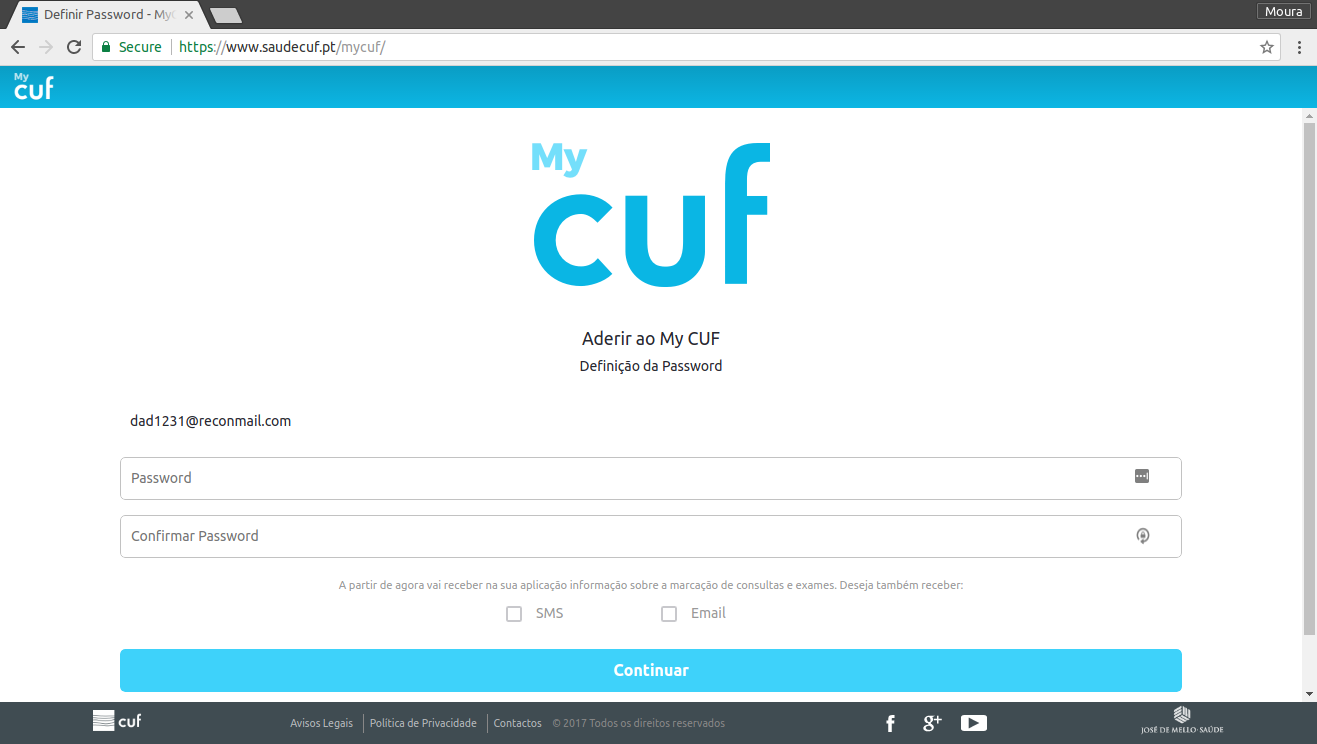 Definir Password - MyC
Moura
Secure
https://www.saudecuf.pt/mycuf/
My
cuf
My
cuf
Aderir ao My CUF
Definição da Password
dad1231@reconmail.com
Password
Confirmar Password
A partir de agora vai receber na sua aplicação informação sobre a marcação de consultas e exames. Deseja também receber:
SMS
Email
Continuar
cuf
Avisos Legais
Política de Privacidade
Contactos
© 2017 Todos os direitos reservados
f
g+
JOSÉ DE MELLO·SAÚDE